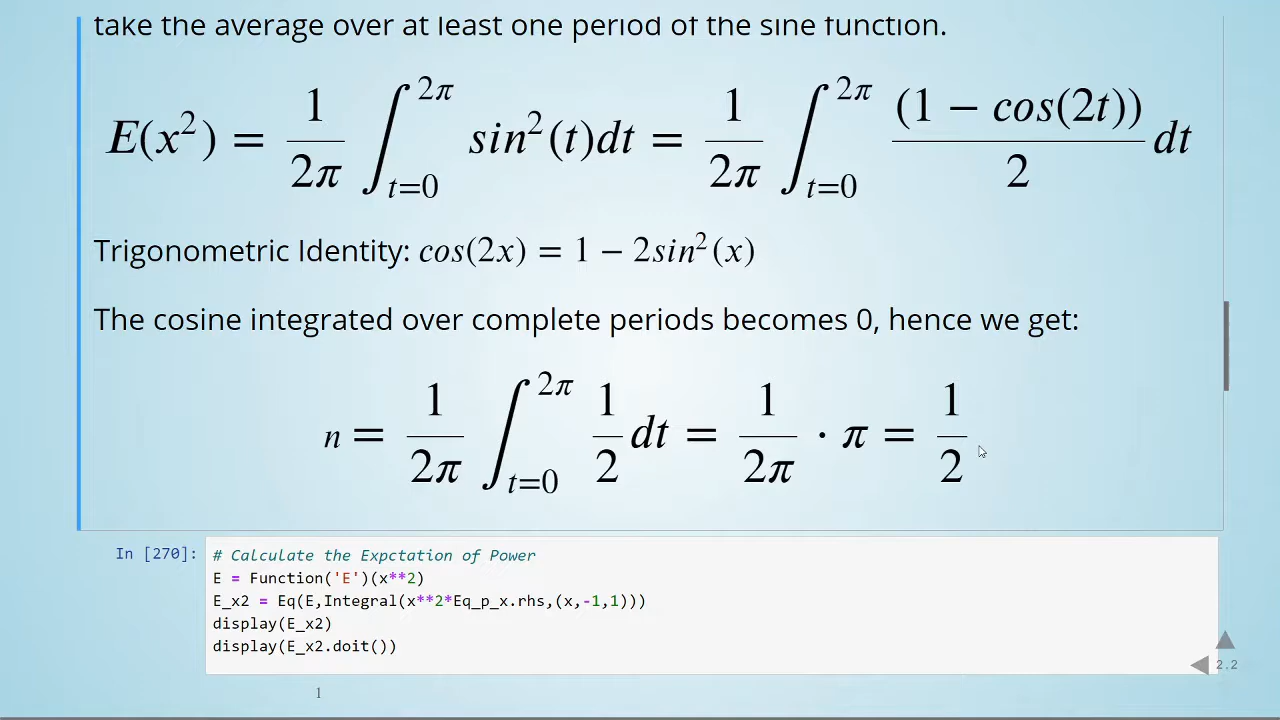 take the average over at least one period of the sine function.
E(x²) = 1/2π ∫_{t=0}^{2π} sin²(t)dt = 1/2π ∫_{t=0}^{2π} (1 − cos(2t))/2 dt
Trigonometric Identity: cos(2x) = 1 − 2sin²(x)
The cosine integrated over complete periods becomes 0, hence we get:
n = 1/2π ∫_{t=0}^{2π} 1/2 dt = 1/2π · π = 1/2
In [270]: # Calculate the Expctation of Power
E = Function('E')(x**2)
E_x2 = Eq(E,Integral(x**2*Eq_p_x.rhs,(x,-1,1)))
display(E_x2)
display(E_x2.doit())
2.2
1